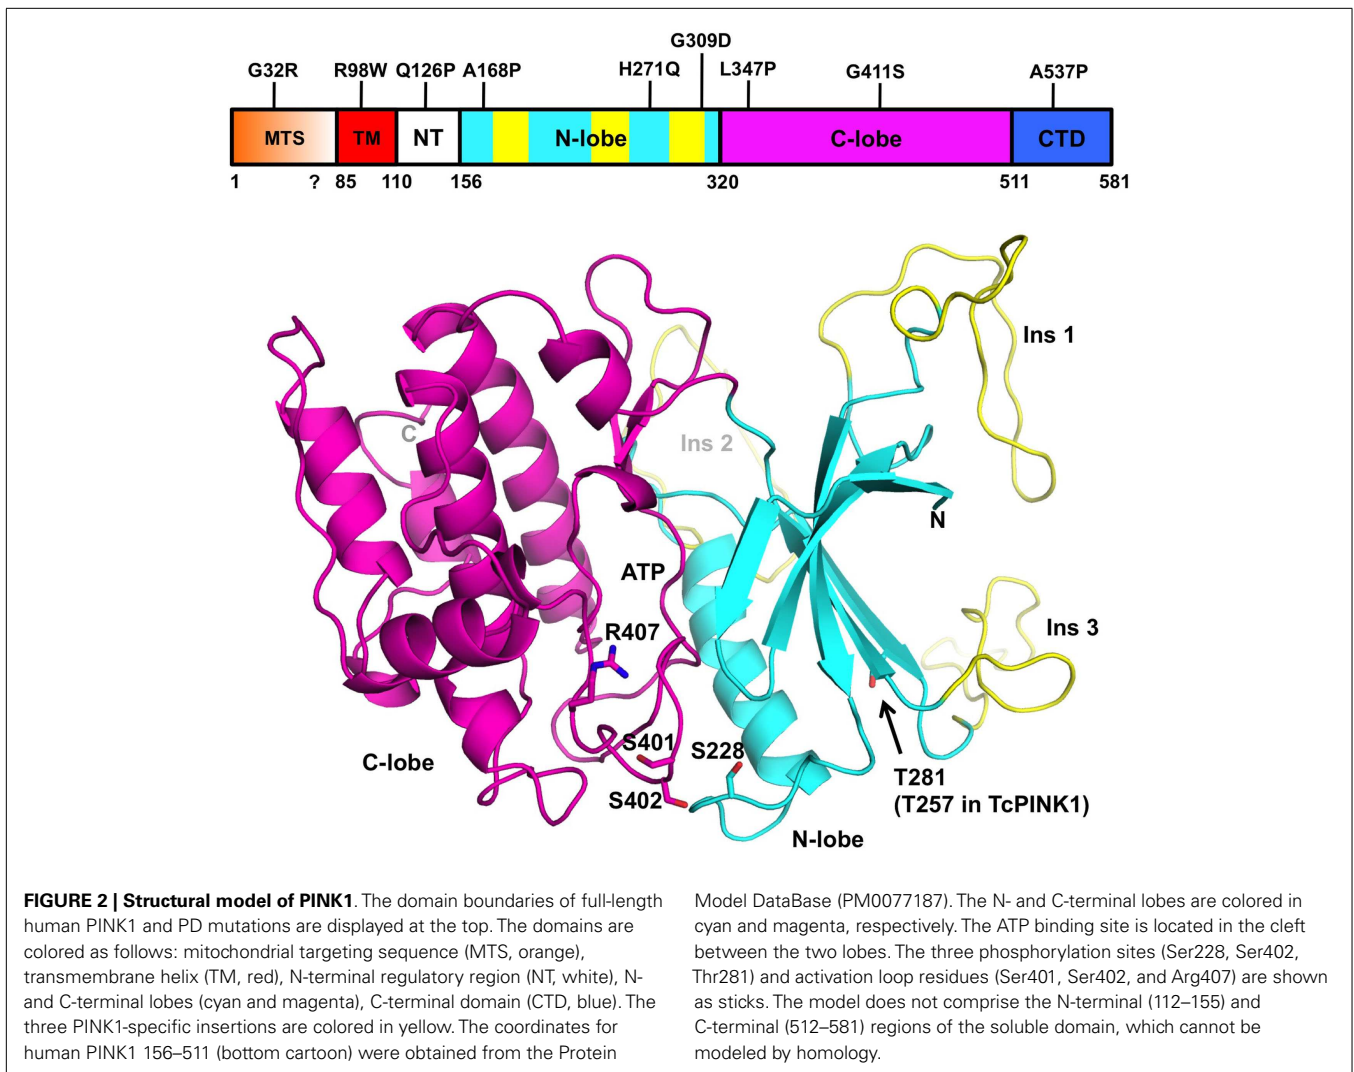 G309D
G32R R98W Q126P A168P H271Q L347P G411S A537P
MTS TM NT N-lobe C-lobe CTD
1 ? 85 110 156 320 511 581
Ins 1
C
Ins 2
N
ATP
R407
Ins 3
S401
S228
C-lobe
S402
T281
(T257 in TcPINK1)
N-lobe
FIGURE 2 | Structural model of PINK1. The domain boundaries of full-length
human PINK1 and PD mutations are displayed at the top. The domains are
colored as follows: mitochondrial targeting sequence (MTS, orange),
transmembrane helix (TM, red), N-terminal regulatory region (NT, white), N-
and C-terminal lobes (cyan and magenta), C-terminal domain (CTD, blue). The
three PINK1-specific insertions are colored in yellow. The coordinates for
human PINK1 156–511 (bottom cartoon) were obtained from the Protein
Model DataBase (PM0077187). The N- and C-terminal lobes are colored in
cyan and magenta, respectively. The ATP binding site is located in the cleft
between the two lobes. The three phosphorylation sites (Ser228, Ser402,
Thr281) and activation loop residues (Ser401, Ser402, and Arg407) are shown
as sticks. The model does not comprise the N-terminal (112–155) and
C-terminal (512–581) regions of the soluble domain, which cannot be
modeled by homology.